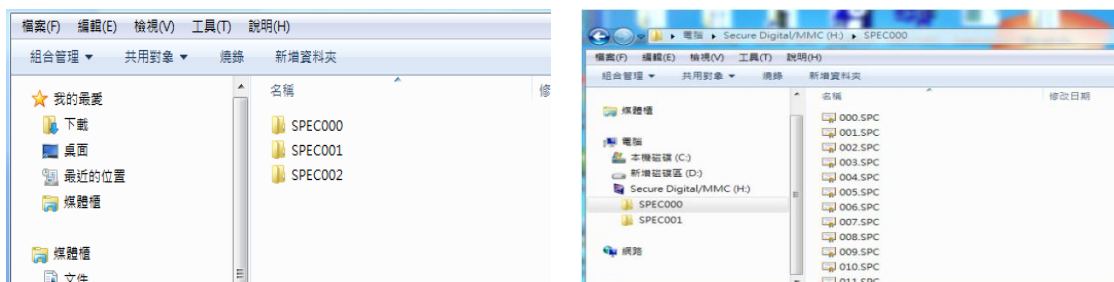 檔案(F) 編輯(E) 檢視(V) 工具(T) 說明(H)
組合管理 ▼ 共用對象 ▼ 燒錄 新增資料夾
我的最愛
下載
桌面
最近的位置
媒體櫃
媒體櫃
文件
名稱 修
SPEC000
SPEC001
SPEC002
電腦 ▸ Secure Digital/MMC (H:) ▸ SPEC000
檔案(F) 編輯(E) 檢視(V) 工具(T) 說明(H)
組合管理 ▼ 共用對象 ▼ 燒錄 新增資料夾
媒體櫃
電腦
本機磁碟 (C:)
新增磁碟區 (D:)
Secure Digital/MMC (H:)
SPEC000
SPEC001
網路
名稱 修改日期
000.SPC
001.SPC
002.SPC
003.SPC
004.SPC
005.SPC
006.SPC
007.SPC
008.SPC
009.SPC
010.SPC
011.SPC